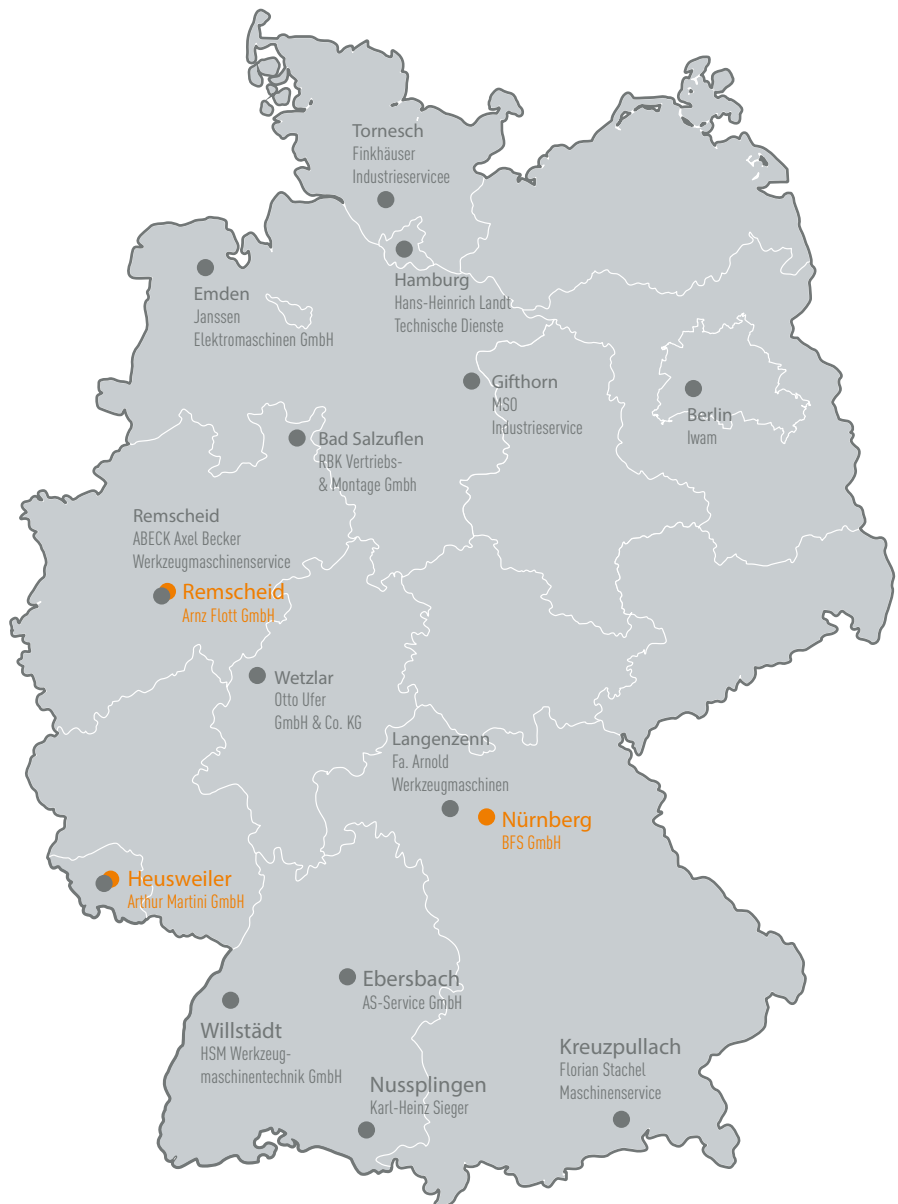 Tornesch
Finkhäuser
Industrieservicee
Hamburg
Hans-Heinrich Landt
Technische Dienste
Emden
Janssen
Elektromaschinen GmbH
Gifthorn
MSO
Industrieservice
Berlin
Iwam
Bad Salzuflen
RBK Vertriebs-
& Montage Gmbh
Remscheid
ABECK Axel Becker
Werkzeugmaschinenservice
Remscheid
Arnz Flott GmbH
Wetzlar
Otto Ufer
GmbH & Co. KG
Langenzenn
Fa. Arnold
Werkzeugmaschinen
Nürnberg
BFS GmbH
Heusweiler
Arthur Martini GmbH
Ebersbach
AS-Service GmbH
Willstädt
HSM Werkzeug-
maschinentechnik GmbH
Kreuzpullach
Florian Stachel
Maschinenservice
Nussplingen
Karl-Heinz Sieger